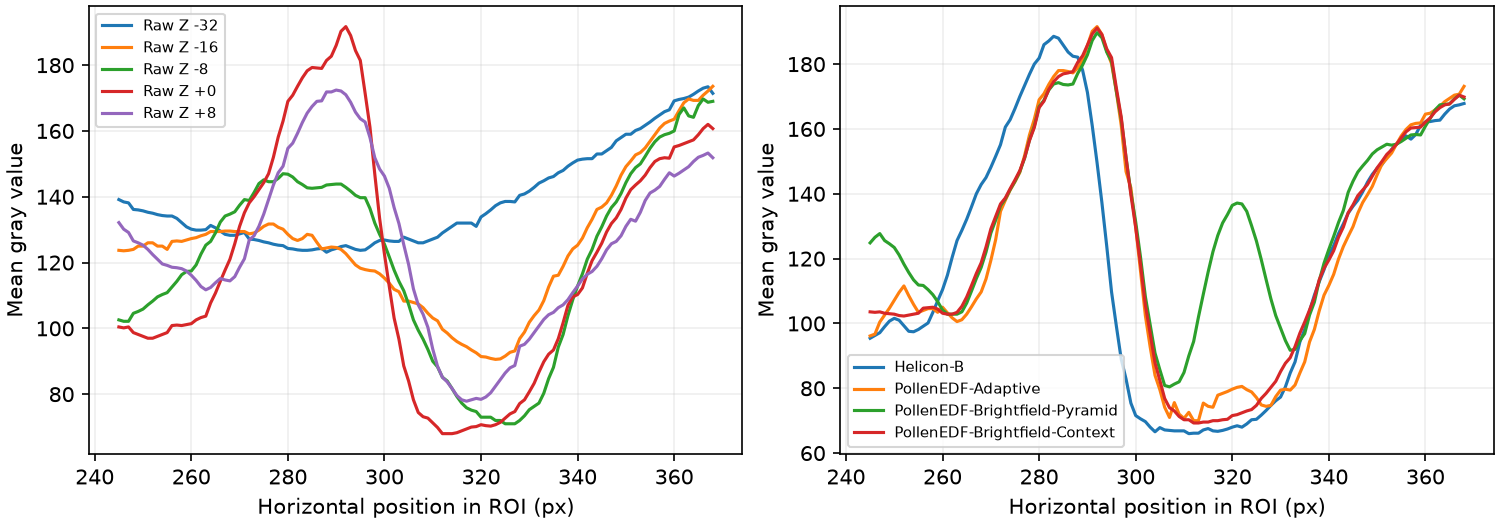 Raw Z -32
Raw Z -16
Raw Z -8
Raw Z +0
Raw Z +8
180
160
140
120
100
80
Mean gray value
240 260 280 300 320 340 360
Horizontal position in ROI (px)
180
160
140
120
100
80
60
Mean gray value
Helicon-B
PollenEDF-Adaptive
PollenEDF-Brightfield-Pyramid
PollenEDF-Brightfield-Context
240 260 280 300 320 340 360
Horizontal position in ROI (px)